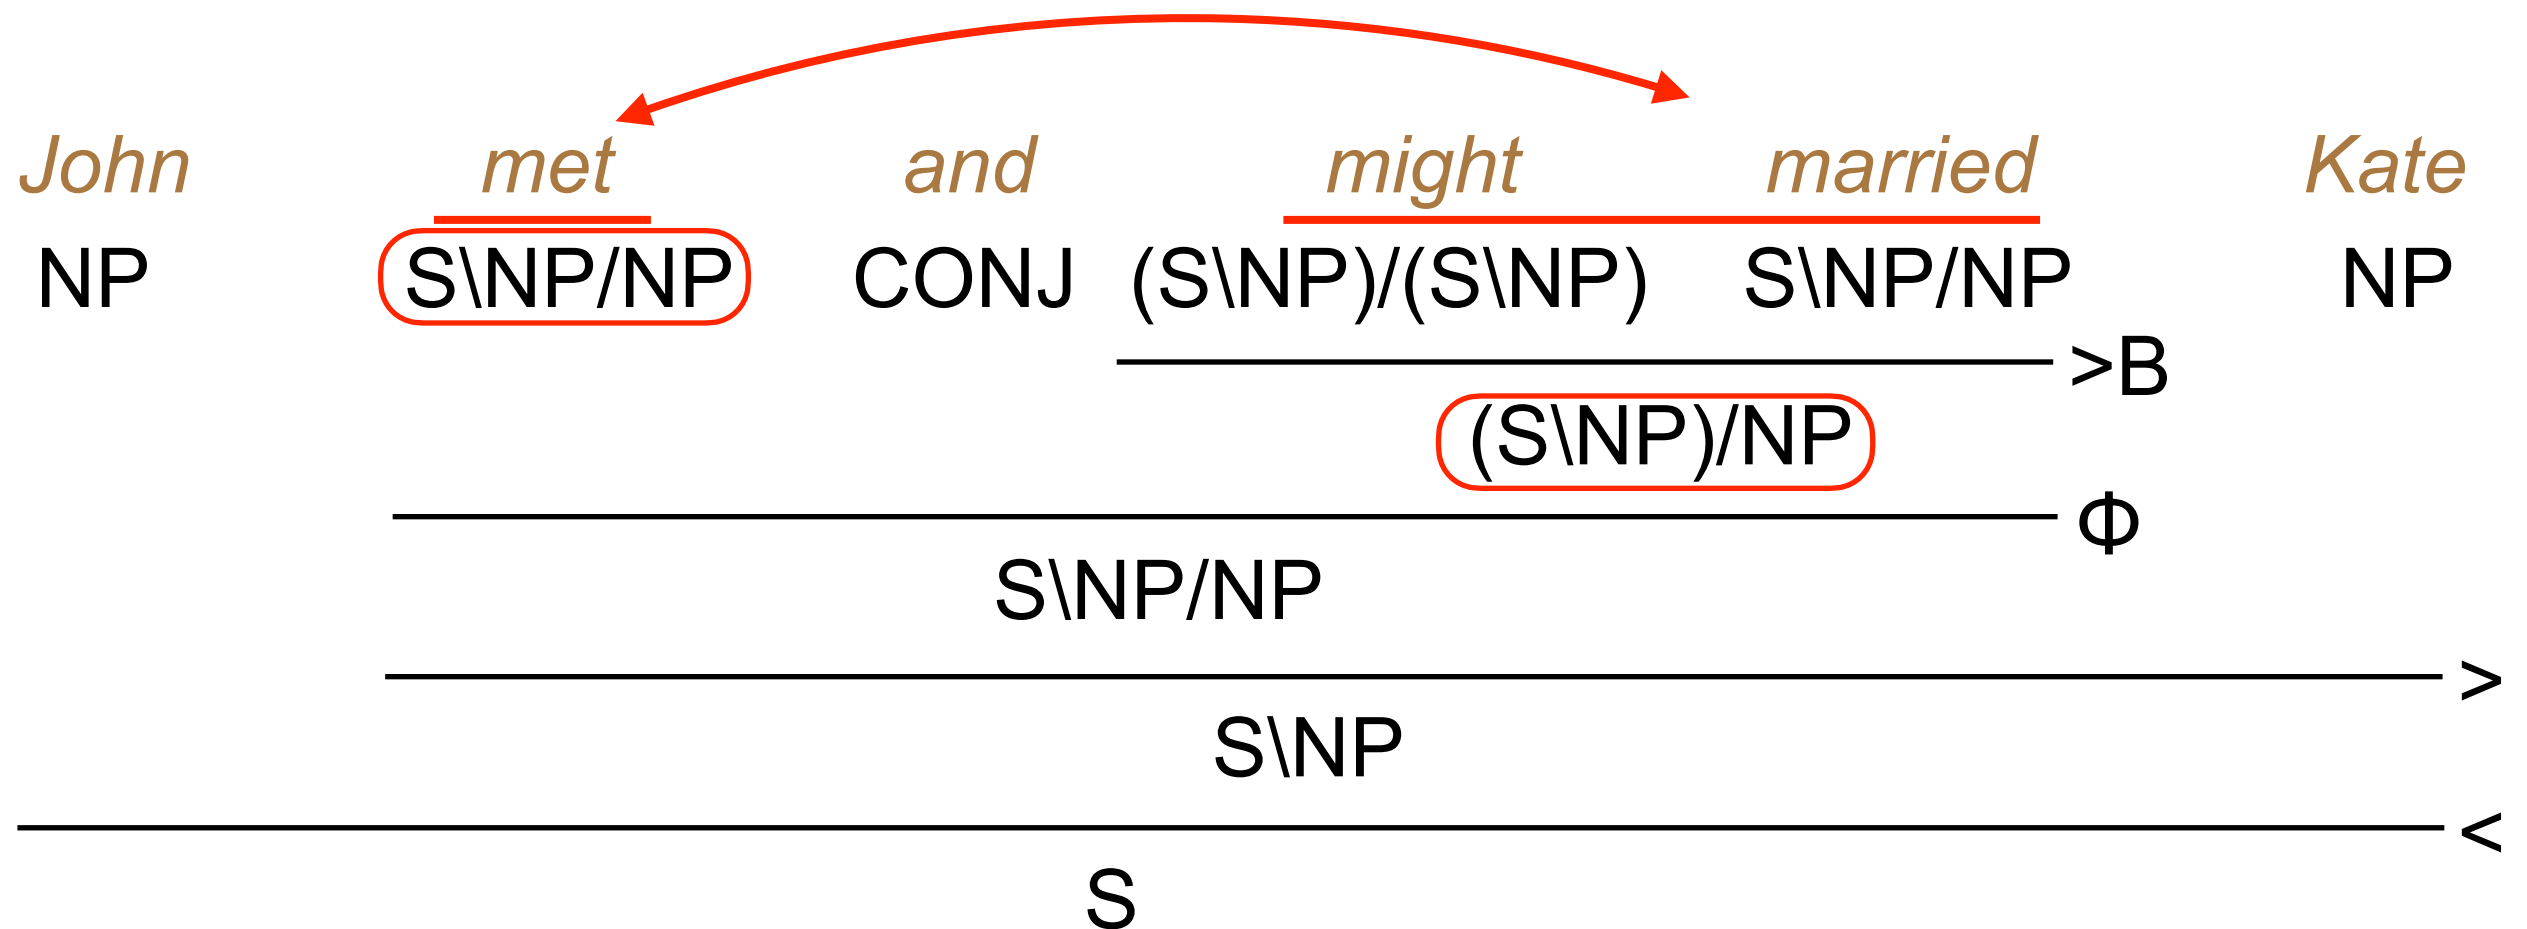 John met and might married Kate
NP S\NP/NP CONJ (S\NP)/(S\NP) S\NP/NP NP
>B
(S\NP)/NP
Φ
S\NP/NP
>
S\NP
<
S